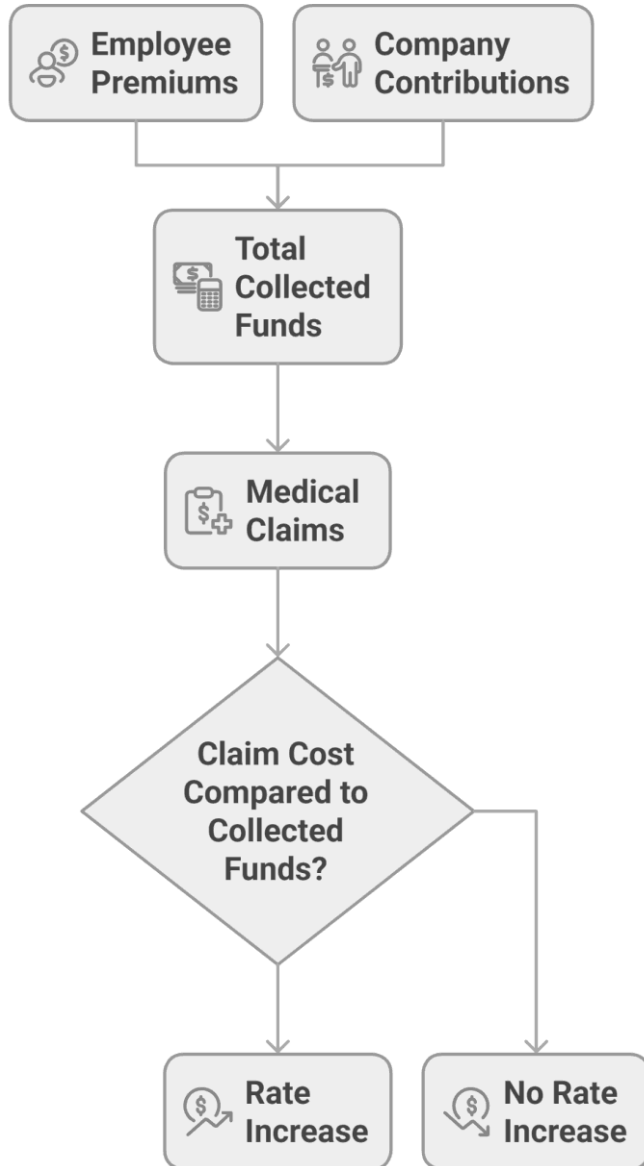 Employee
Premiums
Company
Contributions
Total
Collected
Funds
Medical
Claims
Claim Cost
Compared to
Collected
Funds?
Rate
Increase
No Rate
Increase